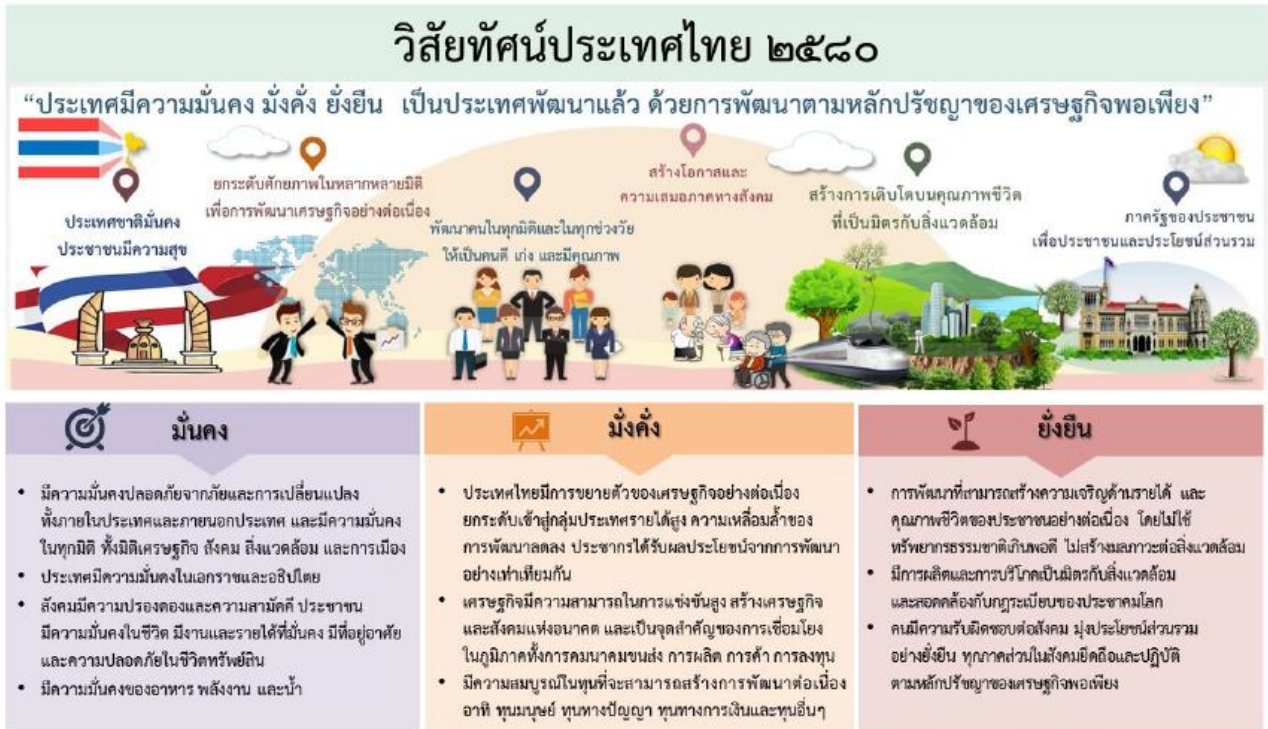 วิสัยทัศน์ประเทศไทย ๒๕๘๐
“ประเทศมีความมั่นคง มั่งคั่ง ยั่งยืน เป็นประเทศพัฒนาแล้ว ด้วยการพัฒนาตามหลักปรัชญาของเศรษฐกิจพอเพียง”
ประเทศชาติมั่นคง
ประชาชนมีความสุข
ยกระดับศักยภาพในหลากหลายมิติ
เพื่อการพัฒนาเศรษฐกิจอย่างต่อเนื่อง
พัฒนาคนในทุกมิติและในทุกช่วงวัย
ให้เป็นคนดี เก่ง และมีคุณภาพ
สร้างโอกาสและ
ความเสมอภาคทางสังคม
สร้างการเติบโตบนคุณภาพชีวิต
ที่เป็นมิตรกับสิ่งแวดล้อม
ภาครัฐของประชาชน
เพื่อประชาชนและประโยชน์ส่วนรวม
มั่นคง
• มีความมั่นคงปลอดภัยจากภัยและการเปลี่ยนแปลง
ทั้งภายในประเทศและภายนอกประเทศ และมีความมั่นคง
ในทุกมิติ ทั้งมิติเศรษฐกิจ สังคม สิ่งแวดล้อม และการเมือง
• ประเทศมีความมั่นคงในเอกราชและอธิปไตย
• สังคมมีความปรองดองและความสามัคคี ประชาชน
มีความมั่นคงในชีวิต มีงานและรายได้ที่มั่นคง มีที่อยู่อาศัย
และความปลอดภัยในชีวิตทรัพย์สิน
• มีความมั่นคงของอาหาร พลังงาน และน้ำ
มั่งคั่ง
• ประเทศไทยมีการขยายตัวของเศรษฐกิจอย่างต่อเนื่อง
ยกระดับเข้าสู่กลุ่มประเทศรายได้สูง ความเหลื่อมล้ำของ
การพัฒนาลดลง ประชากรได้รับผลประโยชน์จากการพัฒนา
อย่างเท่าเทียมกัน
• เศรษฐกิจมีความสามารถในการแข่งขันสูง สร้างเศรษฐกิจ
และสังคมแห่งอนาคต และเป็นจุดสำคัญของการเชื่อมโยง
ในภูมิภาคทั้งการคมนาคมขนส่ง การผลิต การค้า การลงทุน
• มีความสมบูรณ์ในทุนที่จะสามารถสร้างการพัฒนาต่อเนื่อง
อาทิ ทุนมนุษย์ ทุนทางปัญญา ทุนทางการเงินและทุนอื่นๆ
ยั่งยืน
• การพัฒนาที่สามารถสร้างความเจริญด้านรายได้ และ
คุณภาพชีวิตของประชาชนอย่างต่อเนื่อง โดยไม่ใช้
ทรัพยากรธรรมชาติเกินพอดี ไม่สร้างมลภาวะต่อสิ่งแวดล้อม
• มีการผลิตและการบริโภคเป็นมิตรกับสิ่งแวดล้อม
และสอดคล้องกับกฎระเบียบของประชาคมโลก
• คนมีความรับผิดชอบต่อสังคม มุ่งประโยชน์ส่วนรวม
อย่างยั่งยืน ทุกภาคส่วนในสังคมยึดถือและปฏิบัติ
ตามหลักปรัชญาของเศรษฐกิจพอเพียง